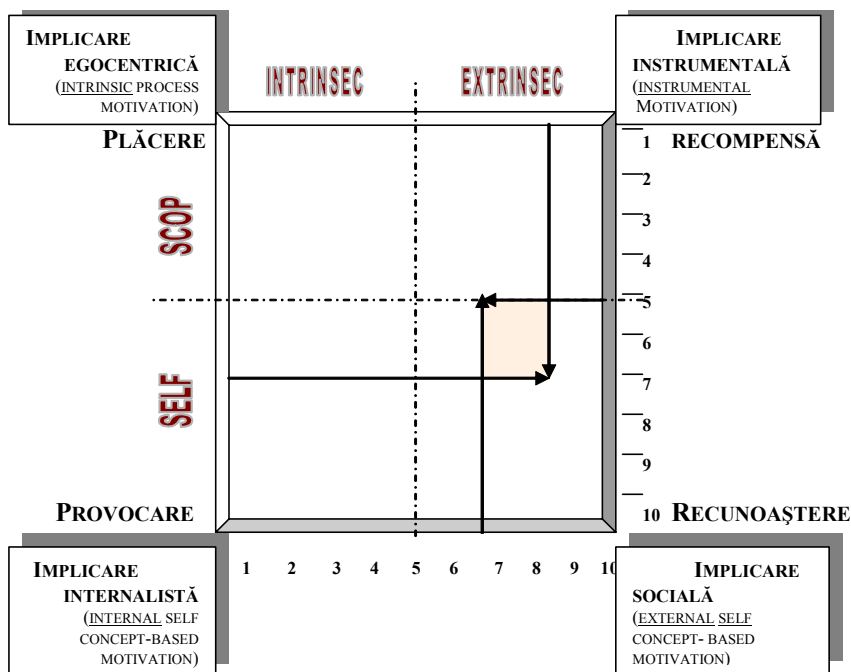 IMPLICARE
EGOCENTRICĂ
(INTRINSIC PROCESS
MOTIVATION)
INTRINSEC
EXTRINSEC
IMPLICARE
INSTRUMENTALĂ
(INSTRUMENTAL
MOTIVATION)
PLĂCERE
RECOMPENSĂ
1
2
3
4
5
6
7
8
9
10
SCOP
SELF
PROVOCARE
RECUNOAŞTERE
1 2 3 4 5 6 7 8 9 10
IMPLICARE
INTERNALISTĂ
(INTERNAL SELF
CONCEPT-BASED
MOTIVATION)
IMPLICARE
SOCIALĂ
(EXTERNAL SELF
CONCEPT- BASED
MOTIVATION)